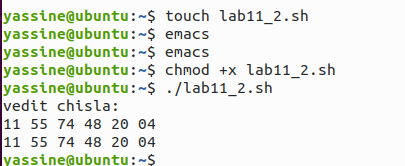 yassine@ubuntu:~$ touch lab11_2.sh
yassine@ubuntu:~$ emacs
yassine@ubuntu:~$ emacs
yassine@ubuntu:~$ chmod +x lab11_2.sh
yassine@ubuntu:~$ ./lab11_2.sh
vedit chisla:
11 55 74 48 20 04
11 55 74 48 20 04
yassine@ubuntu:~$